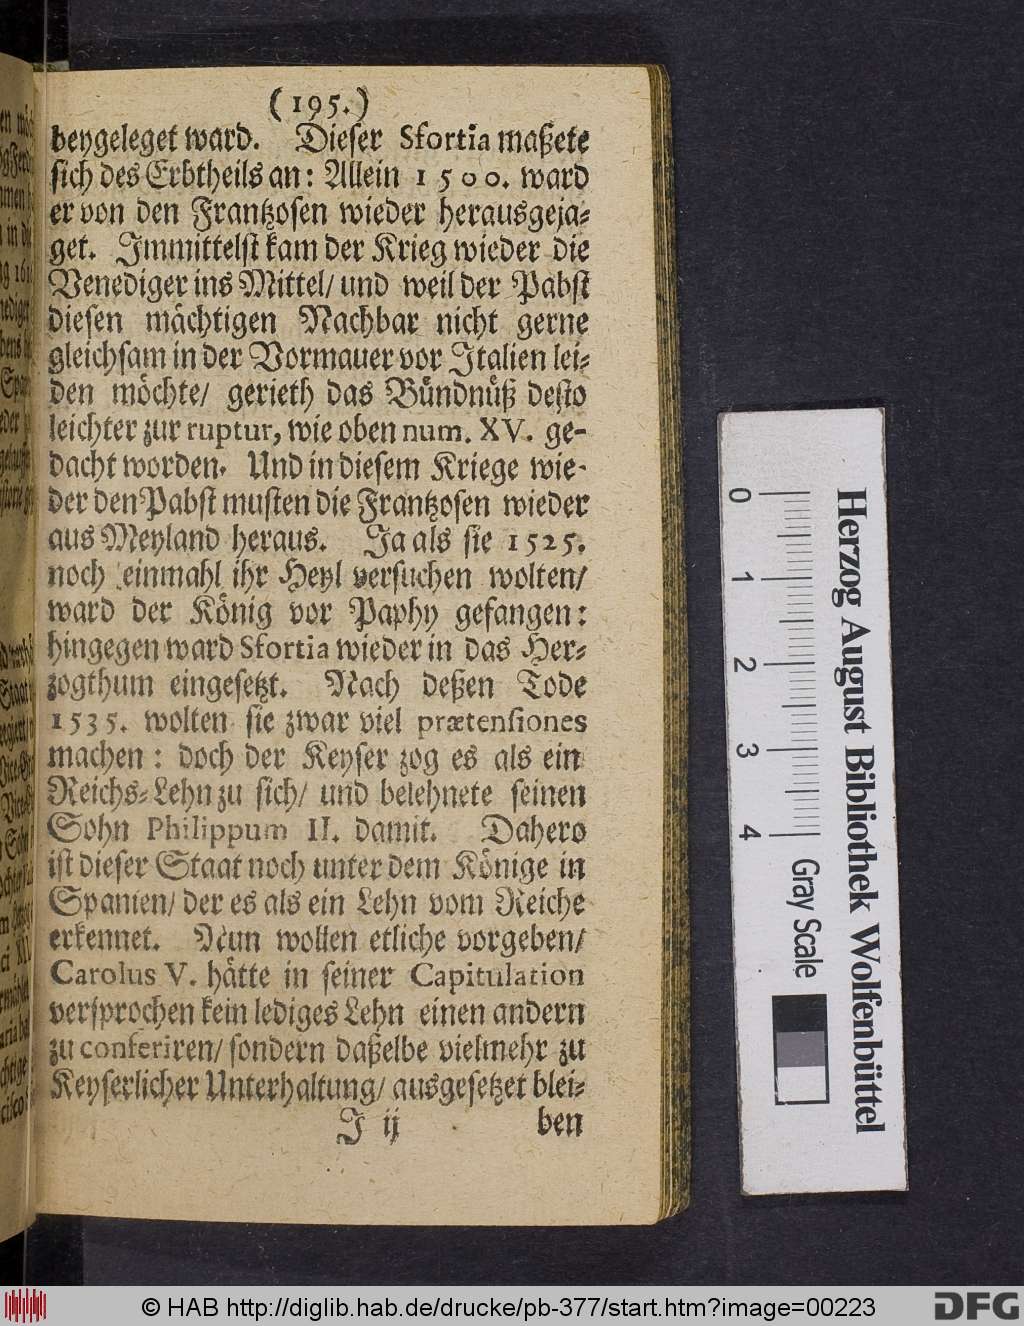 (195.)
beygeleget ward. Dieser Sfortia maßete
sich des Erbtheils an: Allein 1500. ward
er von den Frantzosen wieder herausgeja-
get. Immittelst kam der Krieg wieder die
Venediger ins Mittel/ und weil der Pabst
diesen mächtigen Nachbar nicht gerne
gleichsam in der Vormauer vor Italien lei-
den möchte/ gerieth das Bündnüß desto
leichter zur ruptur, wie oben num. XV. ge-
dacht worden. Und in diesem Kriege wie-
der den Pabst musten die Frantzosen wieder
aus Meyland heraus. Ja als sie 1525.
noch einmahl ihr Heyl versuchen wolten/
ward der König vor Paphy gefangen:
hingegen ward Sfortia wieder in das Her-
zogthum eingesetzt. Nach deßen Tode
1535. wolten sie zwar viel prætensiones
machen: doch der Keyser zog es als ein
Reichs-Lehn zu sich/ und belehnete seinen
Sohn Philippum II. damit. Dahero
ist dieser Staat noch unter dem Könige in
Spanien/ der es als ein Lehn vom Reiche
erkennet. Nun wollen etliche vorgeben/
Carolus V. hätte in seiner Capitulation
versprochen kein lediges Lehn einen andern
zu conferiren/ sondern daßelbe vielmehr zu
Keyserlicher Unterhaltung/ ausgesetzet blei-
J ij ben
0 1 2 3 4
Gray Scale
Herzog August Bibliothek Wolfenbüttel
© HAB http://diglib.hab.de/drucke/pb-377/start.htm?image=00223
DFG